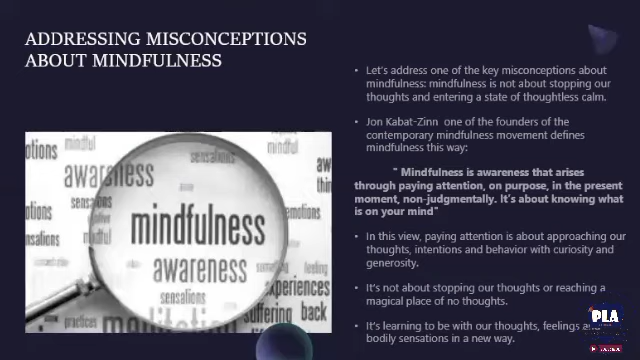 ADDRESSING MISCONCEPTIONS
ABOUT MINDFULNESS
• Let's address one of the key misconceptions about
mindfulness: mindfulness is not about stopping our
thoughts and entering a state of thoughtless calm.
• Jon Kabat-Zinn one of the founders of the
contemporary mindfulness movement defines
mindfulness this way:
" Mindfulness is awareness that arises
through paying attention, on purpose, in the present
moment, non-judgmentally. It's about knowing what
is on your mind"
• In this view, paying attention is about approaching our
thoughts, intentions and behavior with curiosity and
generosity.
• It's not about stopping our thoughts or reaching a
magical place of no thoughts.
• It's learning to be with our thoughts, feelings and
bodily sensations in a new way.
otions mindful sensations
awareness
mindfulness
emotions
awareness
sensations
feeling
experiences
suffering back
practices meditation
PLA